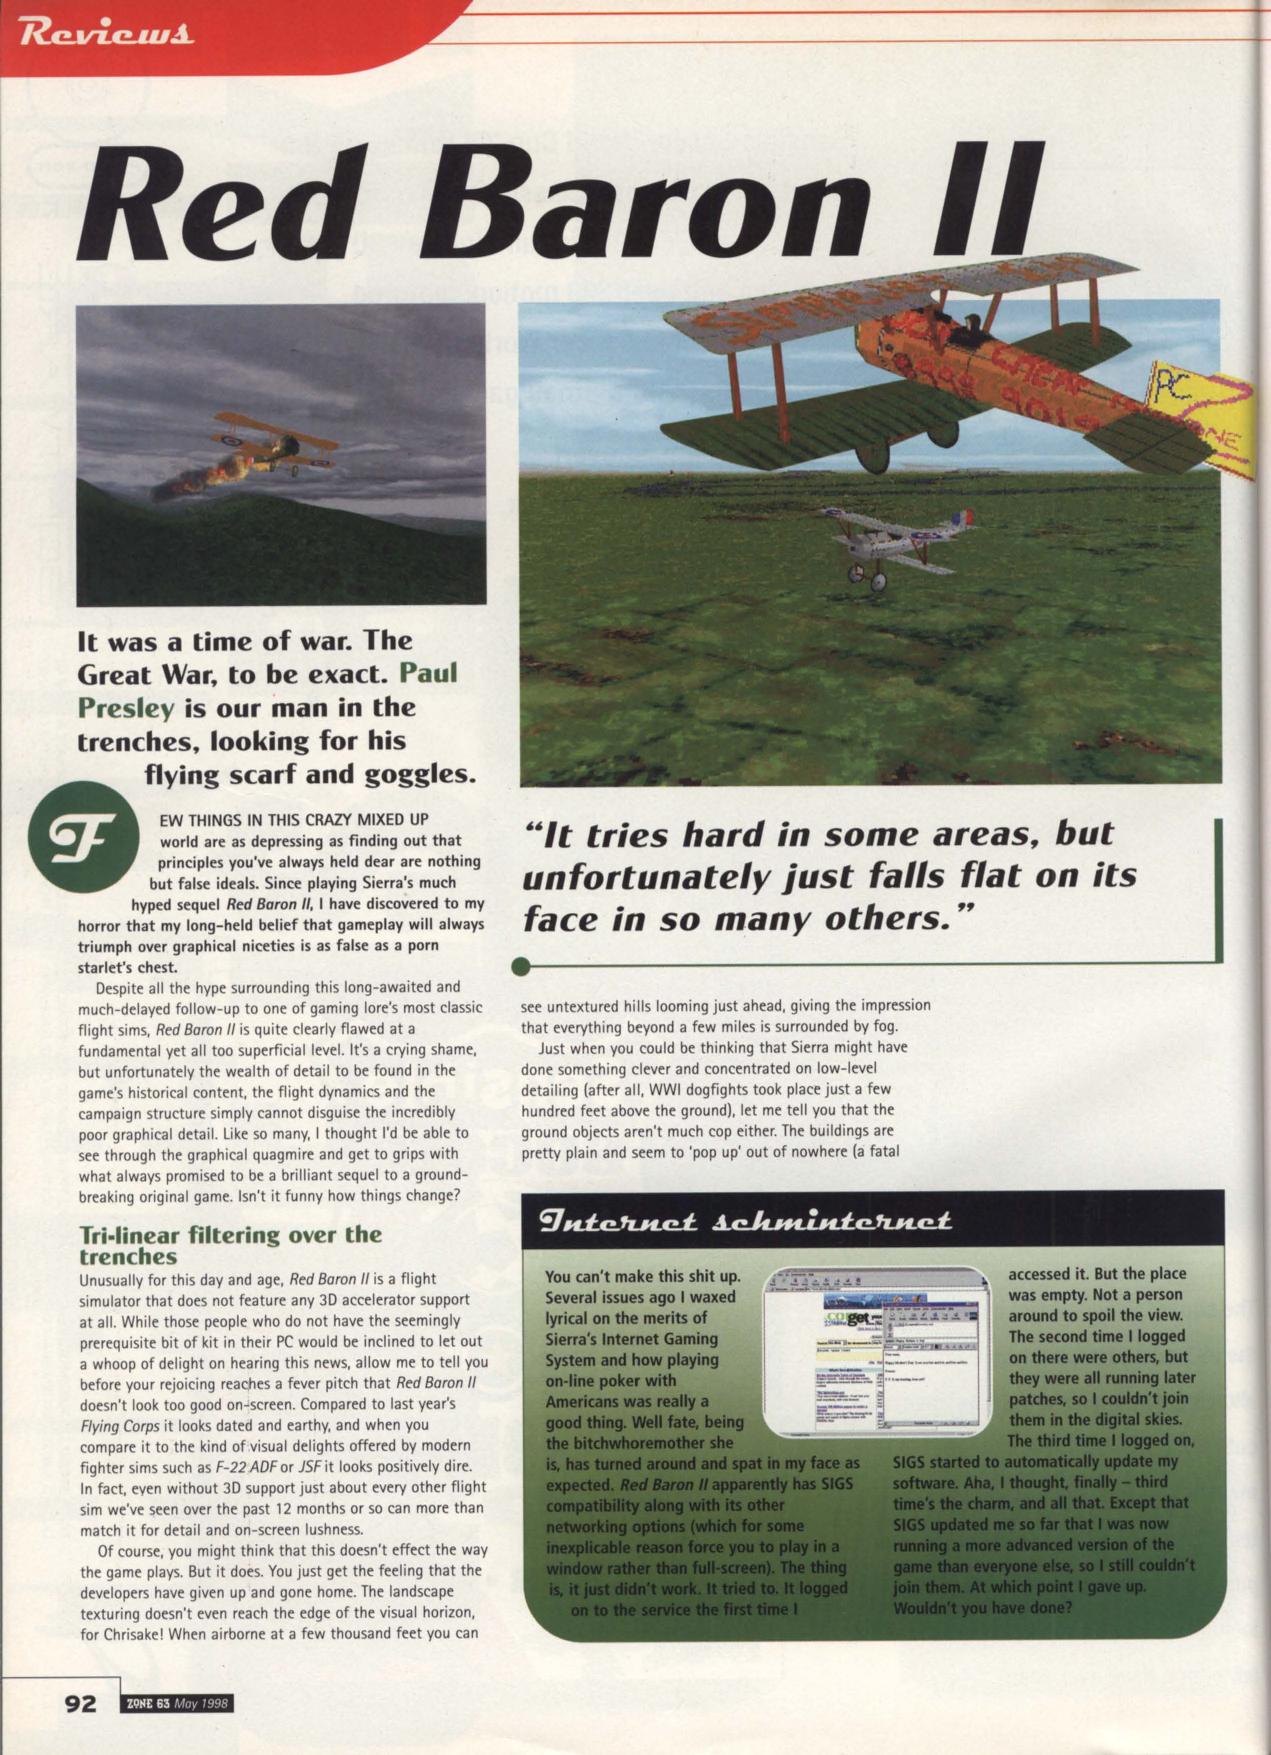 Reviews
Red Baron II
PC
ZONE
It was a time of war. The
Great War, to be exact. Paul
Presley is our man in the
trenches, looking for his
flying scarf and goggles.
FEW THINGS IN THIS CRAZY MIXED UP
world are as depressing as finding out that
principles you've always held dear are nothing
but false ideals. Since playing Sierra's much
hyped sequel Red Baron II, I have discovered to my
horror that my long-held belief that gameplay will always
triumph over graphical niceties is as false as a porn
starlet's chest.
Despite all the hype surrounding this long-awaited and
much-delayed follow-up to one of gaming lore's most classic
flight sims, Red Baron II is quite clearly flawed at a
fundamental yet all too superficial level. It's a crying shame,
but unfortunately the wealth of detail to be found in the
game's historical content, the flight dynamics and the
campaign structure simply cannot disguise the incredibly
poor graphical detail. Like so many, I thought I'd be able to
see through the graphical quagmire and get to grips with
what always promised to be a brilliant sequel to a ground-
breaking original game. Isn't it funny how things change?
Tri-linear filtering over the
trenches
Unusually for this day and age, Red Baron II is a flight
simulator that does not feature any 3D accelerator support
at all. While those people who do not have the seemingly
prerequisite bit of kit in their PC would be inclined to let out
a whoop of delight on hearing this news, allow me to tell you
before your rejoicing reaches a fever pitch that Red Baron II
doesn't look too good on-screen. Compared to last year's
Flying Corps it looks dated and earthy, and when you
compare it to the kind of visual delights offered by modern
fighter sims such as F-22 ADF or JSF it looks positively dire.
In fact, even without 3D support just about every other flight
sim we've seen over the past 12 months or so can more than
match it for detail and on-screen lushness.
Of course, you might think that this doesn't effect the way
the game plays. But it does. You just get the feeling that the
developers have given up and gone home. The landscape
texturing doesn't even reach the edge of the visual horizon,
for Chrisake! When airborne at a few thousand feet you can
"It tries hard in some areas, but
unfortunately just falls flat on its
face in so many others."
see untextured hills looming just ahead, giving the impression
that everything beyond a few miles is surrounded by fog.
Just when you could be thinking that Sierra might have
done something clever and concentrated on low-level
detailing (after all, WWI dogfights took place just a few
hundred feet above the ground), let me tell you that the
ground objects aren't much cop either. The buildings are
pretty plain and seem to 'pop up' out of nowhere (a fatal
Internet schminternet
You can't make this shit up.
Several issues ago I waxed
lyrical on the merits of
Sierra's Internet Gaming
System and how playing
on-line poker with
Americans was really a
good thing. Well fate, being
the bitchwhoremother she
is, has turned around and spat in my face as
expected. Red Baron II apparently has SIGS
compatibility along with its other
networking options (which for some
inexplicable reason force you to play in a
window rather than full-screen). The thing
is, it just didn't work. It tried to. It logged
on to the service the first time I
accessed it. But the place
was empty. Not a person
around to spoil the view.
The second time I logged
on there were others, but
they were all running later
patches, so I couldn't join
them in the digital skies.
The third time I logged on,
SIGS started to automatically update my
software. Aha, I thought, finally – third
time's the charm, and all that. Except that
SIGS updated me so far that I was now
running a more advanced version of the
game than everyone else, so I still couldn't
join them. At which point I gave up.
Wouldn't you have done?
92 ZONE 63 May 1998